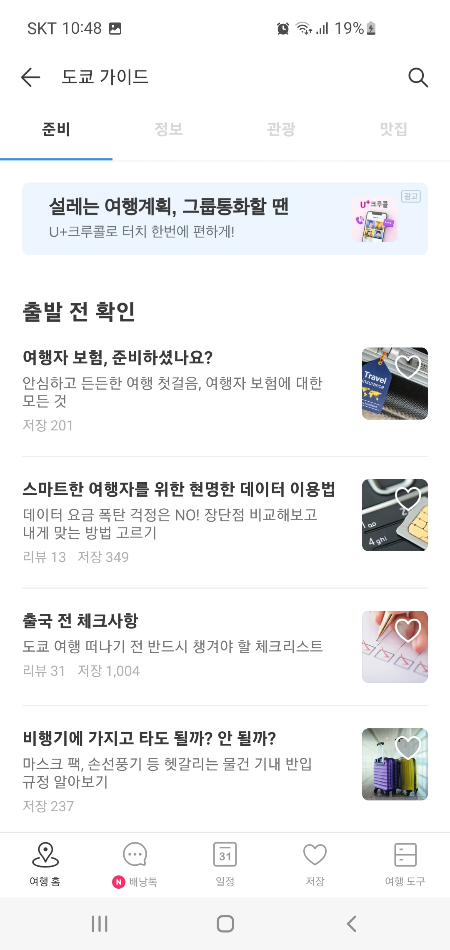 SKT 10:48
19%
도쿄 가이드
준비
정보
관광
맛집
설레는 여행계획, 그룹통화할 땐
U+크루콜로 터치 한번에 편하게!
U+크루콜
광고
출발 전 확인
여행자 보험, 준비하셨나요?
안심하고 든든한 여행 첫걸음, 여행자 보험에 대한
모든 것
저장 201
Travel
insurance
스마트한 여행자를 위한 현명한 데이터 이용법
데이터 요금 폭탄 걱정은 NO! 장단점 비교해보고
내게 맞는 방법 고르기
리뷰 13 저장 349
4 ghi
출국 전 체크사항
도쿄 여행 떠나기 전 반드시 챙겨야 할 체크리스트
리뷰 31 저장 1,004
비행기에 가지고 타도 될까? 안 될까?
마스크 팩, 손선풍기 등 헷갈리는 물건 기내 반입
규정 알아보기
저장 237
31
여행 홈
N 배낭톡
일정
저장
여행 도구